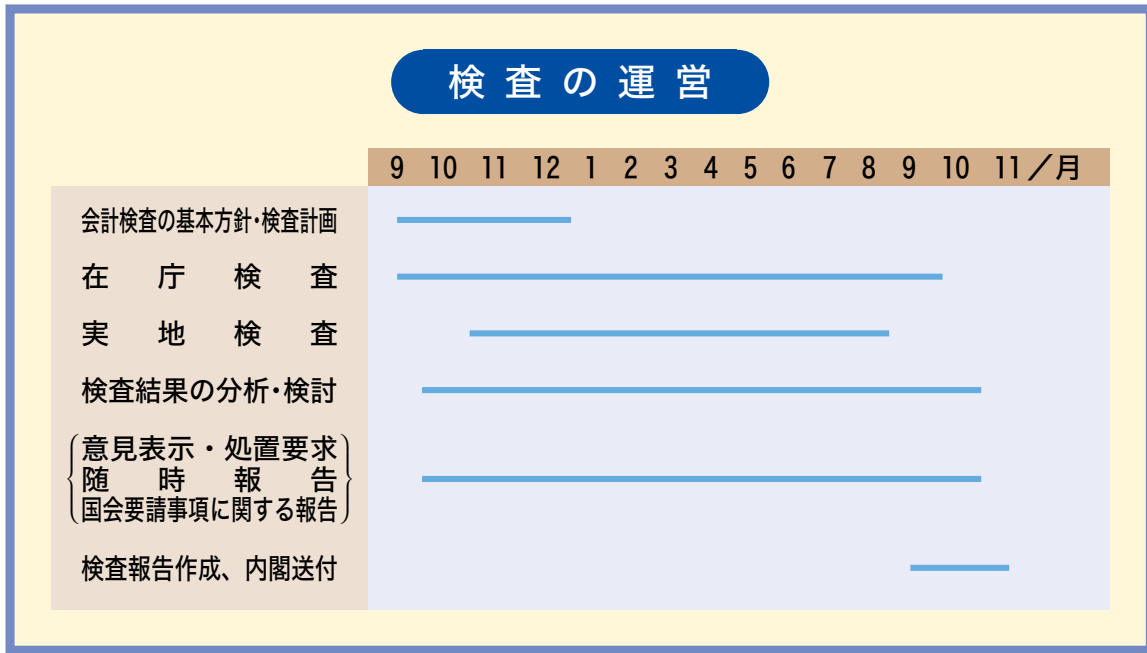 検査の運営
9 10 11 12 1 2 3 4 5 6 7 8 9 10 11／月
会計検査の基本方針・検査計画
在庁検査
実地検査
検査結果の分析・検討
意見表示・処置要求
随時報告
国会要請事項に関する報告
検査報告作成、内閣送付